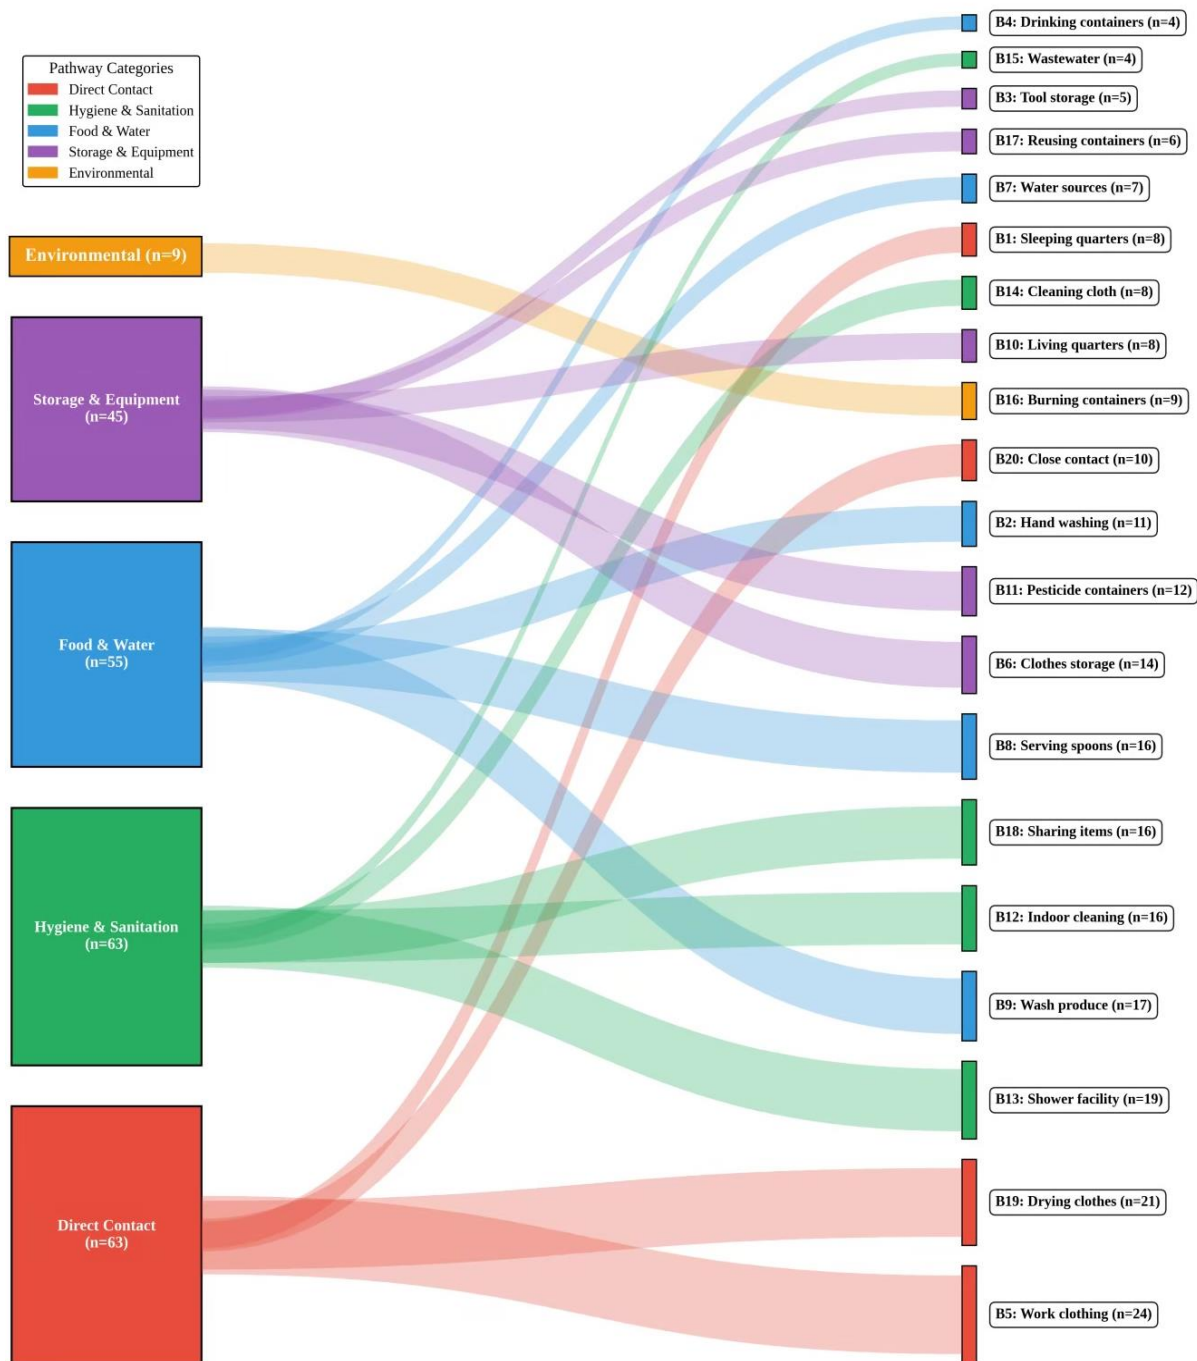 Pathway Categories
Direct Contact
Hygiene & Sanitation
Food & Water
Storage & Equipment
Environmental
Environmental (n=9)
Storage & Equipment
(n=45)
Food & Water
(n=55)
Hygiene & Sanitation
(n=63)
Direct Contact
(n=63)
B4: Drinking containers (n=4)
B15: Wastewater (n=4)
B3: Tool storage (n=5)
B17: Reusing containers (n=6)
B7: Water sources (n=7)
B1: Sleeping quarters (n=8)
B14: Cleaning cloth (n=8)
B10: Living quarters (n=8)
B16: Burning containers (n=9)
B20: Close contact (n=10)
B2: Hand washing (n=11)
B11: Pesticide containers (n=12)
B6: Clothes storage (n=14)
B8: Serving spoons (n=16)
B18: Sharing items (n=16)
B12: Indoor cleaning (n=16)
B9: Wash produce (n=17)
B13: Shower facility (n=19)
B19: Drying clothes (n=21)
B5: Work clothing (n=24)